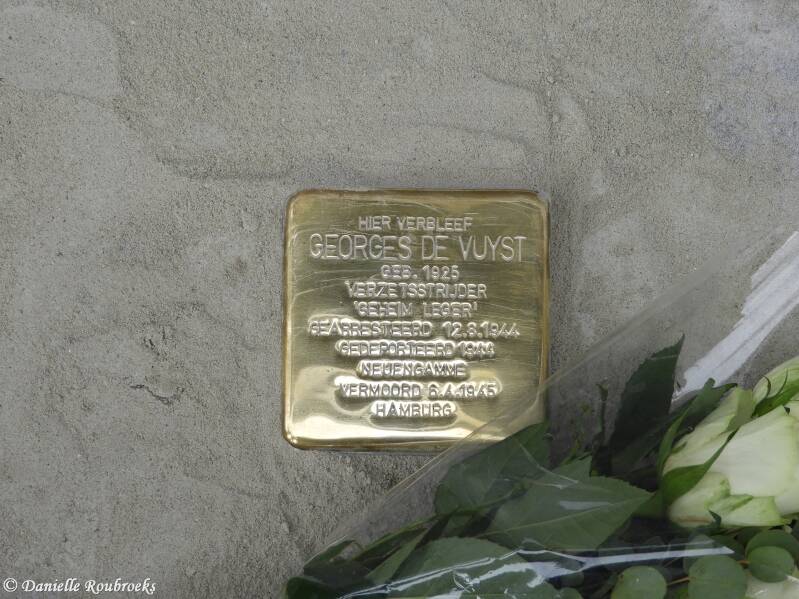 HIER VERBLEEF
GEORGES DE VUYST
GEB. 1925
VERZETSSTRIJDER
'GEHEIM LEGER'
GEARRESTEERD 12.8.1944
GEDEPORTEERD 1944
NEUENGAMME
VERMOORD 6.4.1945
HAMBURG
© Danielle Roubroeks